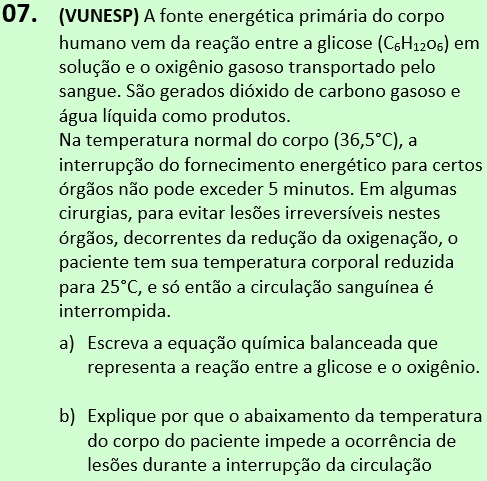 07. (VUNESP) A fonte energética primária do corpo
humano vem da reação entre a glicose (C₆H₁₂o₆) em
solução e o oxigênio gasoso transportado pelo
sangue. São gerados dióxido de carbono gasoso e
água líquida como produtos.
Na temperatura normal do corpo (36,5°C), a
interrupção do fornecimento energético para certos
órgãos não pode exceder 5 minutos. Em algumas
cirurgias, para evitar lesões irreversíveis nestes
órgãos, decorrentes da redução da oxigenação, o
paciente tem sua temperatura corporal reduzida
para 25°C, e só então a circulação sanguínea é
interrompida.
a) Escreva a equação química balanceada que
representa a reação entre a glicose e o oxigênio.
b) Explique por que o abaixamento da temperatura
do corpo do paciente impede a ocorrência de
lesões durante a interrupção da circulação